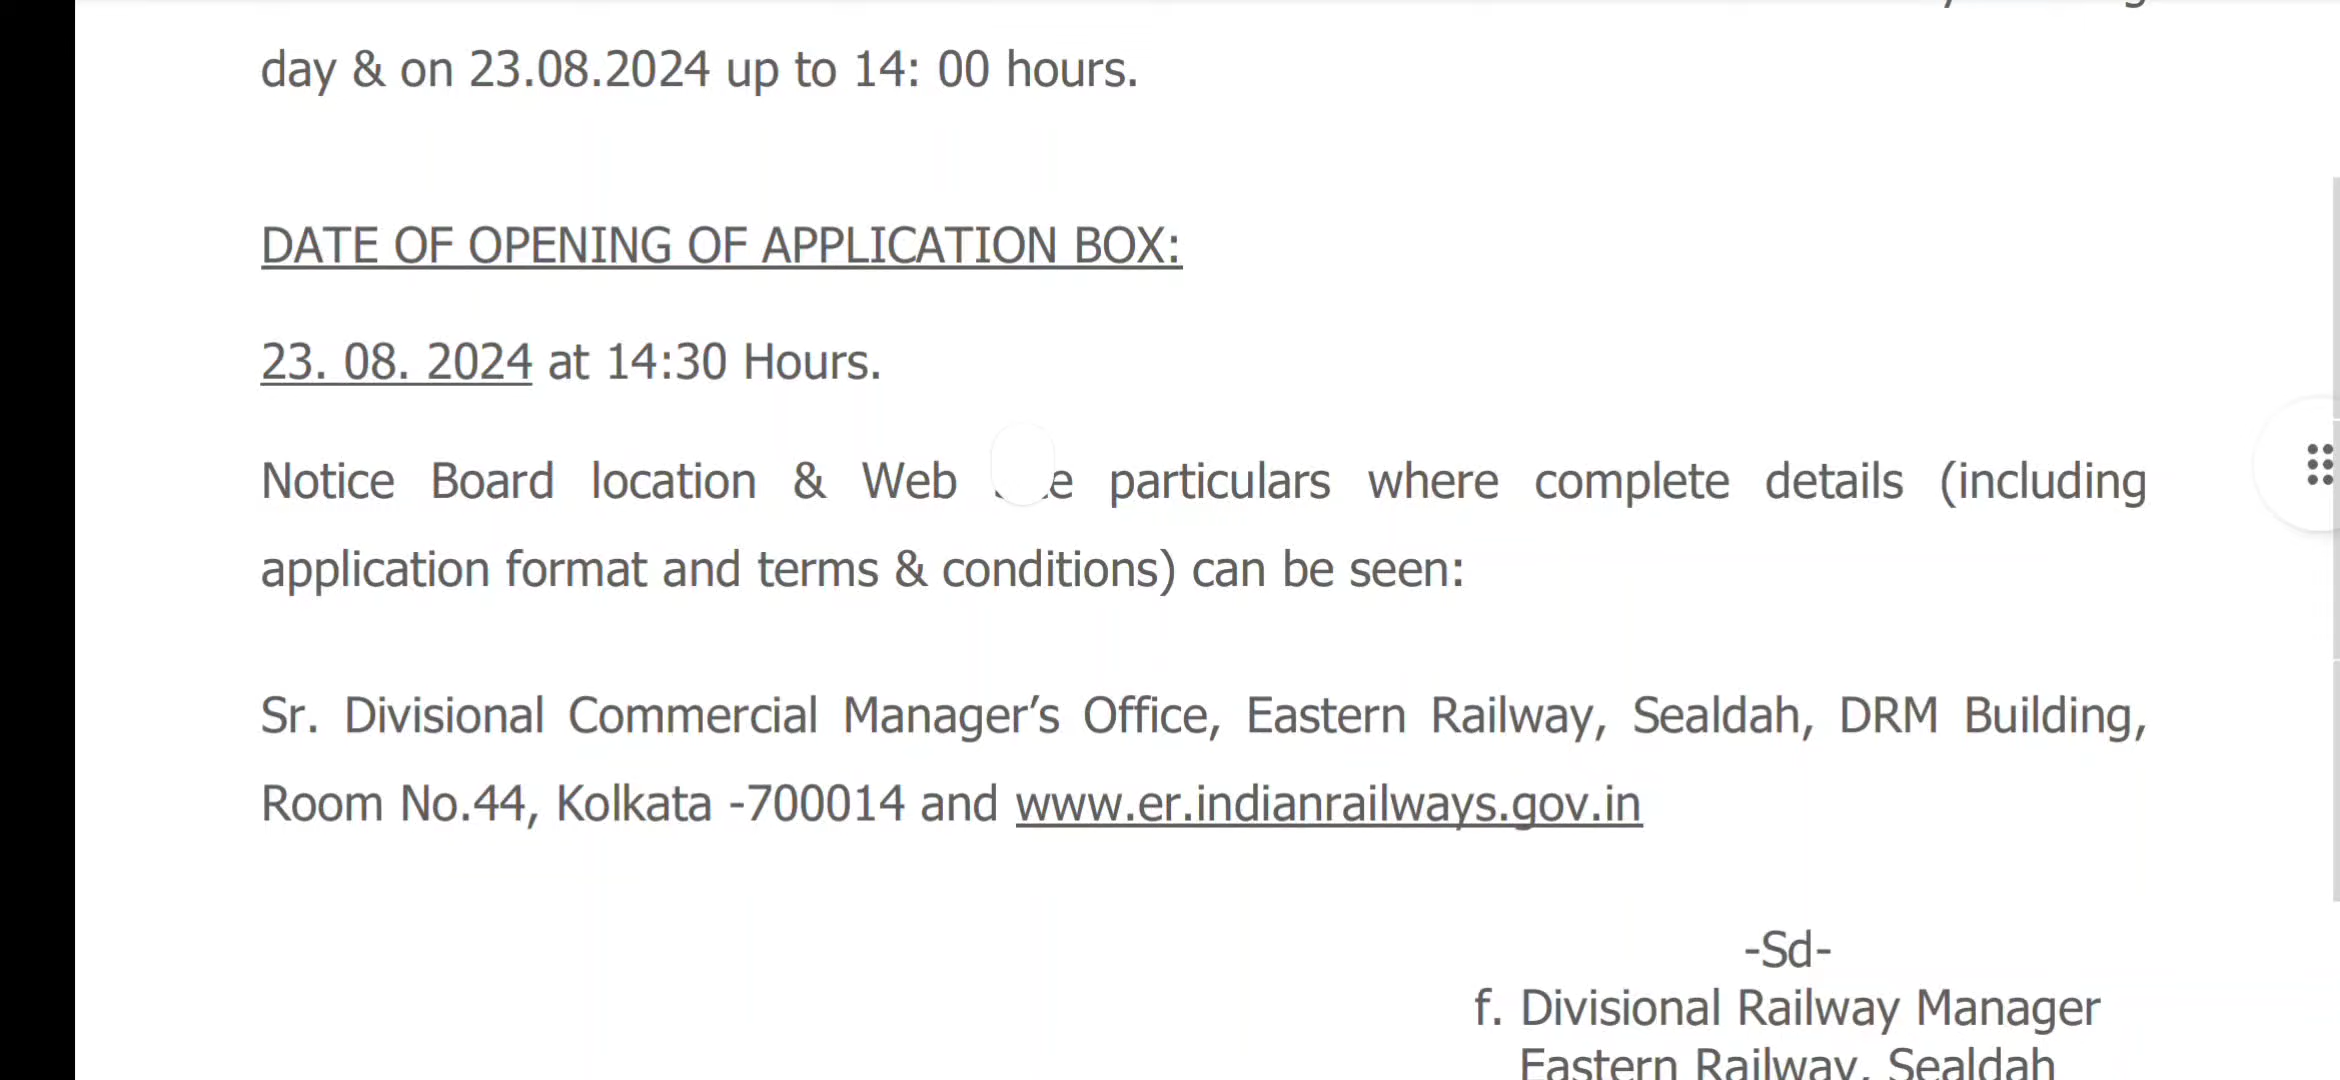 day & on 23.08.2024 up to 14: 00 hours.
DATE OF OPENING OF APPLICATION BOX:
23. 08. 2024 at 14:30 Hours.
Notice Board location & Web particulars where complete details (including
application format and terms & conditions) can be seen:
Sr. Divisional Commercial Manager’s Office, Eastern Railway, Sealdah, DRM Building,
Room No.44, Kolkata -700014 and www.er.indianrailways.gov.in
-Sd-
f. Divisional Railway Manager
Eastern Railway, Sealdah